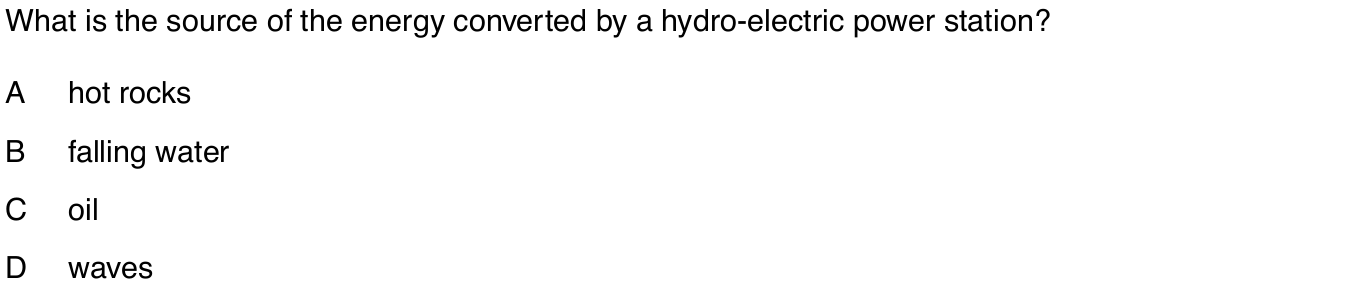 What is the source of the energy converted by a hydro-electric power station?
A hot rocks
B falling water
C oil
D waves